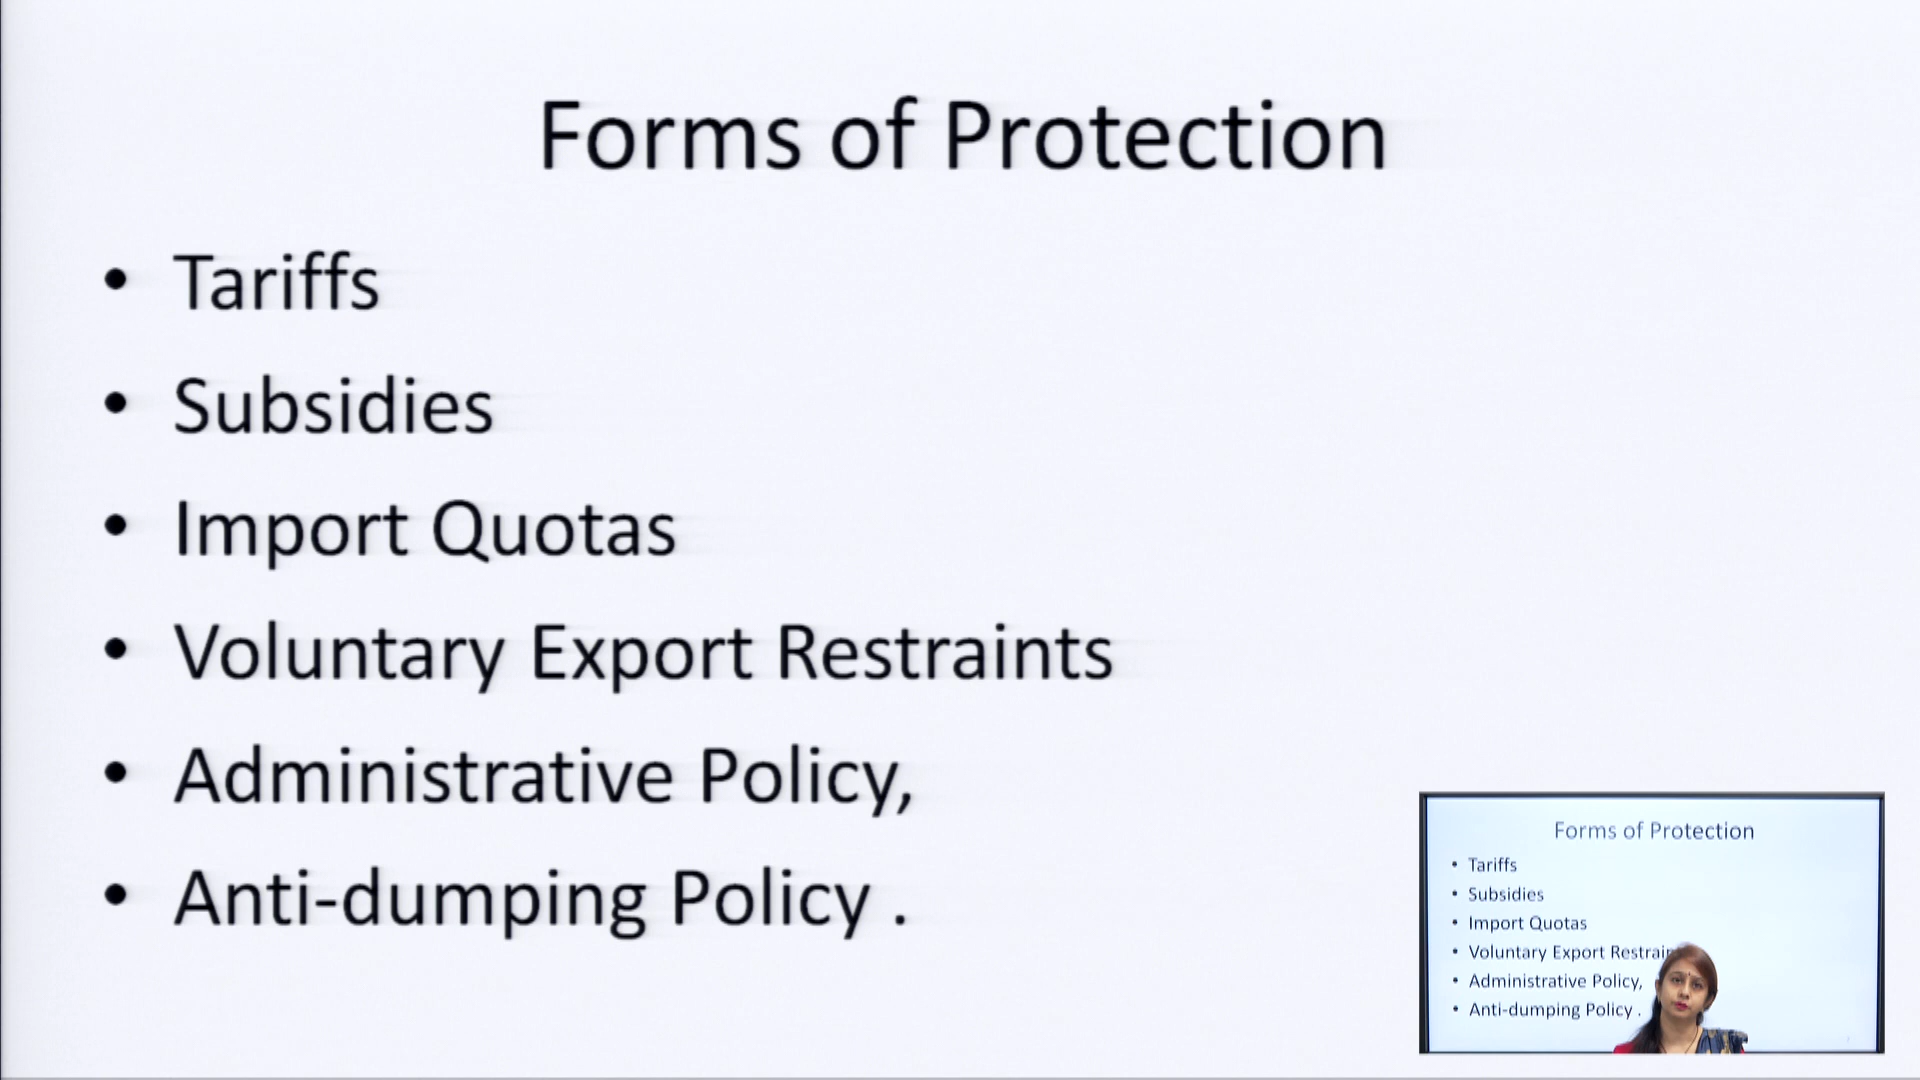 Forms of Protection
• Tariffs
• Subsidies
• Import Quotas
• Voluntary Export Restraints
• Administrative Policy,
• Anti-dumping Policy .
Forms of Protection
• Tariffs
• Subsidies
• Import Quotas
• Voluntary Export
• Administrative Policy,
• Anti-dumping Policy .